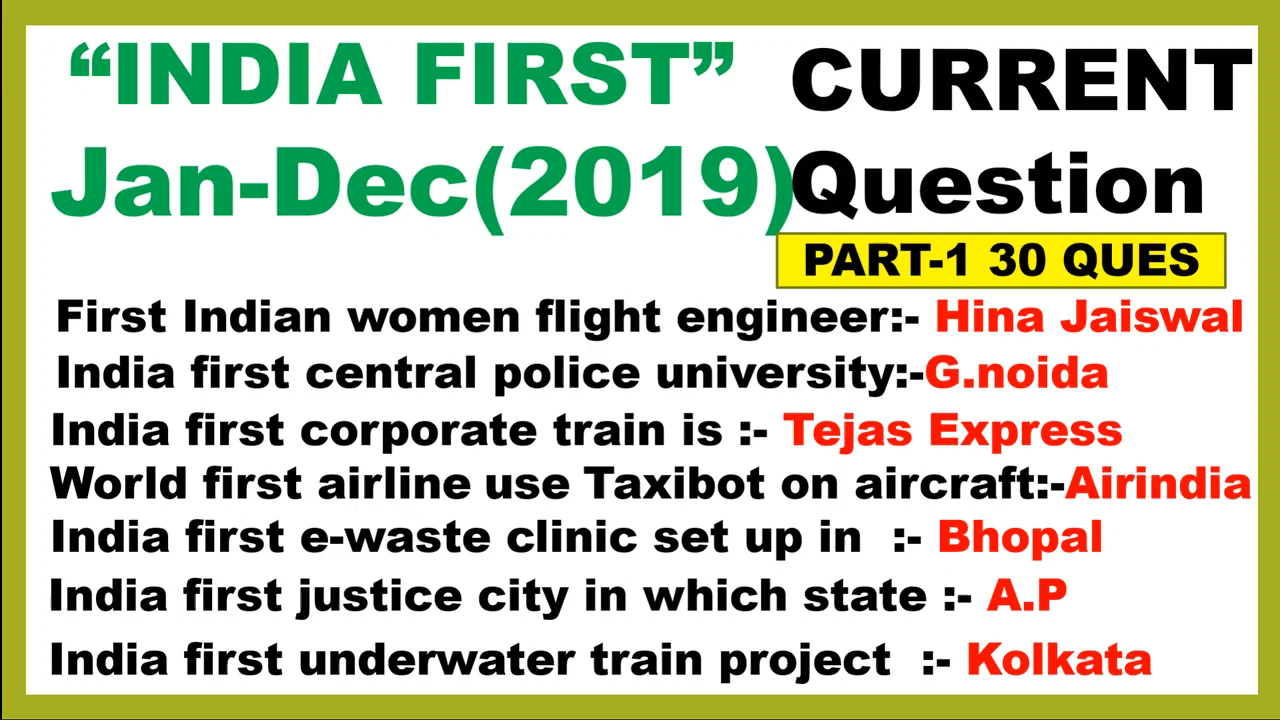 “INDIA FIRST”
Jan-Dec(2019)
CURRENT
Question
PART-1 30 QUES
First Indian women flight engineer:- Hina Jaiswal
India first central police university:-G.noida
India first corporate train is :- Tejas Express
World first airline use Taxibot on aircraft:-Airindia
India first e-waste clinic set up in :- Bhopal
India first justice city in which state :- A.P
India first underwater train project :- Kolkata